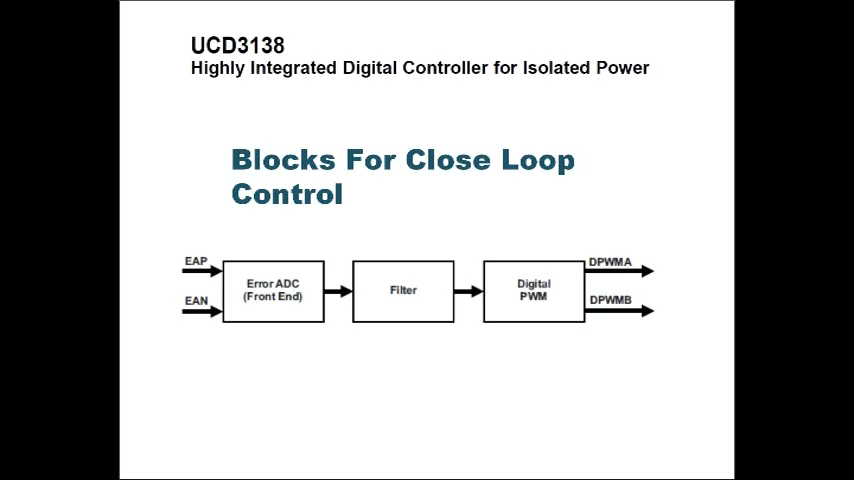 UCD3138
Highly Integrated Digital Controller for Isolated Power
Blocks For Close Loop
Control
EAP
EAN
Error ADC
(Front End)
Filter
Digital
PWM
DPWMA
DPWMB